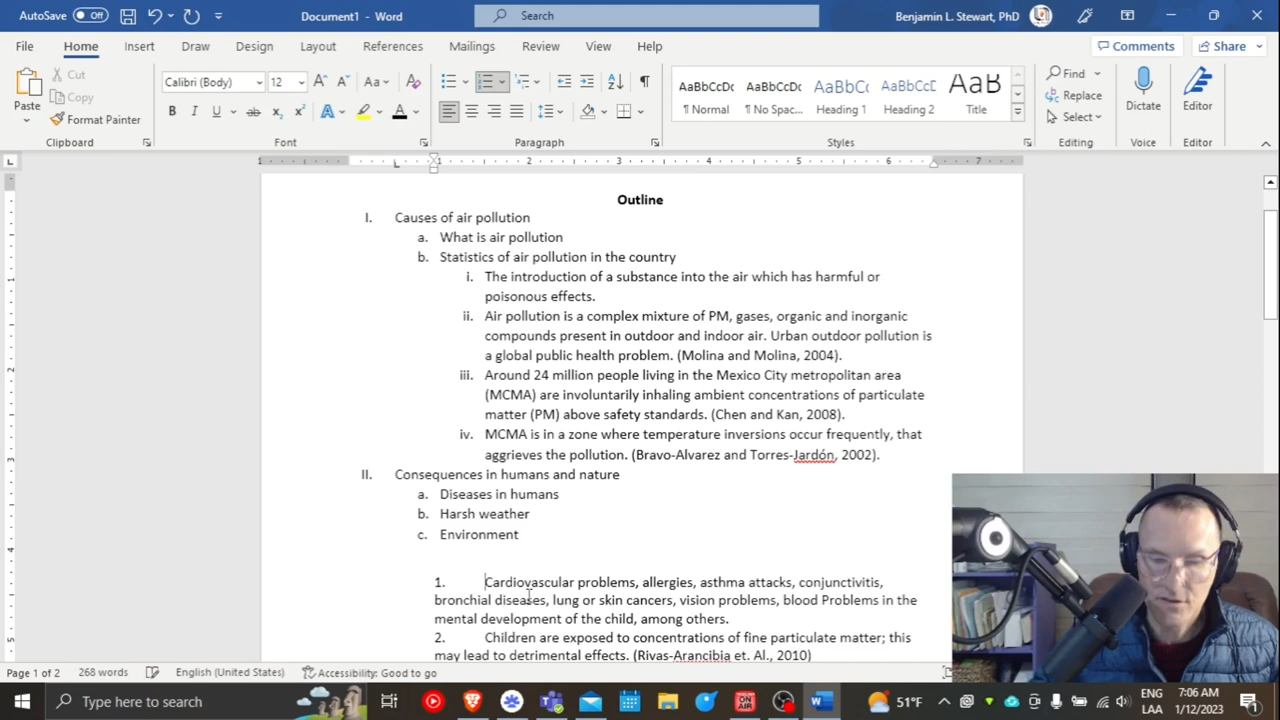 AutoSave Off Document1 - Word Search Benjamin L. Stewart, PhD
File Home Insert Draw Design Layout References Mailings Review View Help Comments Share
Paste Cut Copy Format Painter
Calibri (Body) 12
AaBbCcDc AaBbCcDc AaBbCc AaBbCcD AaB
¶ Normal ¶ No Spac... Heading 1 Heading 2 Title
Find Replace Select Dictate Editor
Clipboard Font Paragraph Styles Editing Voice Editor
1 1 2 3 4 5 6 7
Outline
I. Causes of air pollution
a. What is air pollution
b. Statistics of air pollution in the country
i. The introduction of a substance into the air which has harmful or
poisonous effects.
ii. Air pollution is a complex mixture of PM, gases, organic and inorganic
compounds present in outdoor and indoor air. Urban outdoor pollution is
a global public health problem. (Molina and Molina, 2004).
iii. Around 24 million people living in the Mexico City metropolitan area
(MCMA) are involuntarily inhaling ambient concentrations of particulate
matter (PM) above safety standards. (Chen and Kan, 2008).
iv. MCMA is in a zone where temperature inversions occur frequently, that
aggrieves the pollution. (Bravo-Alvarez and Torres-Jardón, 2002).
II. Consequences in humans and nature
a. Diseases in humans
b. Harsh weather
c. Environment
1. Cardiovascular problems, allergies, asthma attacks, conjunctivitis,
bronchial diseases, lung or skin cancers, vision problems, blood Problems in the
mental development of the child, among others.
2. Children are exposed to concentrations of fine particulate matter; this
may lead to detrimental effects. (Rivas-Arancibia et. Al., 2010)
Page 1 of 2 268 words English (United States) Accessibility: Good to go
Type here to search ON AIR 51°F ENG LAA 7:06 AM 1/12/2023